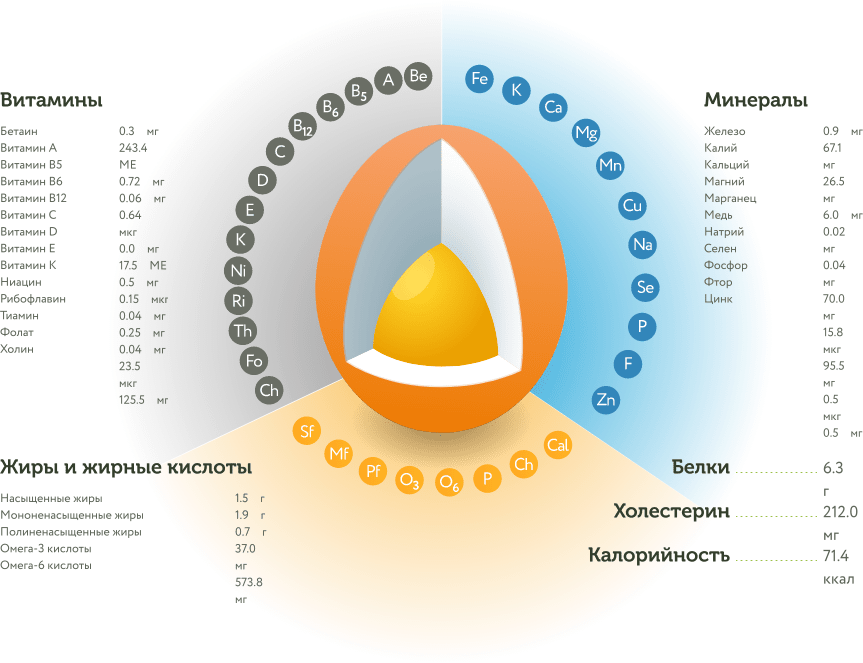 Витамины
Бетаин 0.3 мг
Витамин A 243.4
Витамин B5 МЕ
Витамин B6 0.72 мг
Витамин B12 0.06 мг
Витамин C 0.64
Витамин D мкг
Витамин E 0.0 мг
Витамин K 17.5 МЕ
Ниацин 0.5 мг
Рибофлавин 0.15 мкг
Тиамин 0.04 мг
Фолат 0.25 мг
Холин 0.04 мг
23.5
мкг
125.5 мг
Be
A
B5
B6
B12
C
D
E
K
Ni
Ri
Th
Fo
Ch
Fe
K
Ca
Mg
Mn
Cu
Na
Se
P
F
Zn
Минералы
Железо 0.9 мг
Калий 67.1
Кальций мг
Магний 26.5
Марганец мг
Медь 6.0 мг
Натрий 0.02
Селен мг
Фосфор 0.04
Фтор мг
Цинк 70.0
мг
15.8
мкг
95.5
мг
0.5
мкг
0.5 мг
Sf
Mf
Pf
O3
O6
P
Ch
Cal
Жиры и жирные кислоты
Насыщенные жиры 1.5 г
Мононенасыщенные жиры 1.9 г
Полиненасыщенные жиры 0.7 г
Омега-3 кислоты 37.0
Омега-6 кислоты мг
573.8
мг
Белки 6.3
г
Холестерин 212.0
мг
Калорийность 71.4
ккал